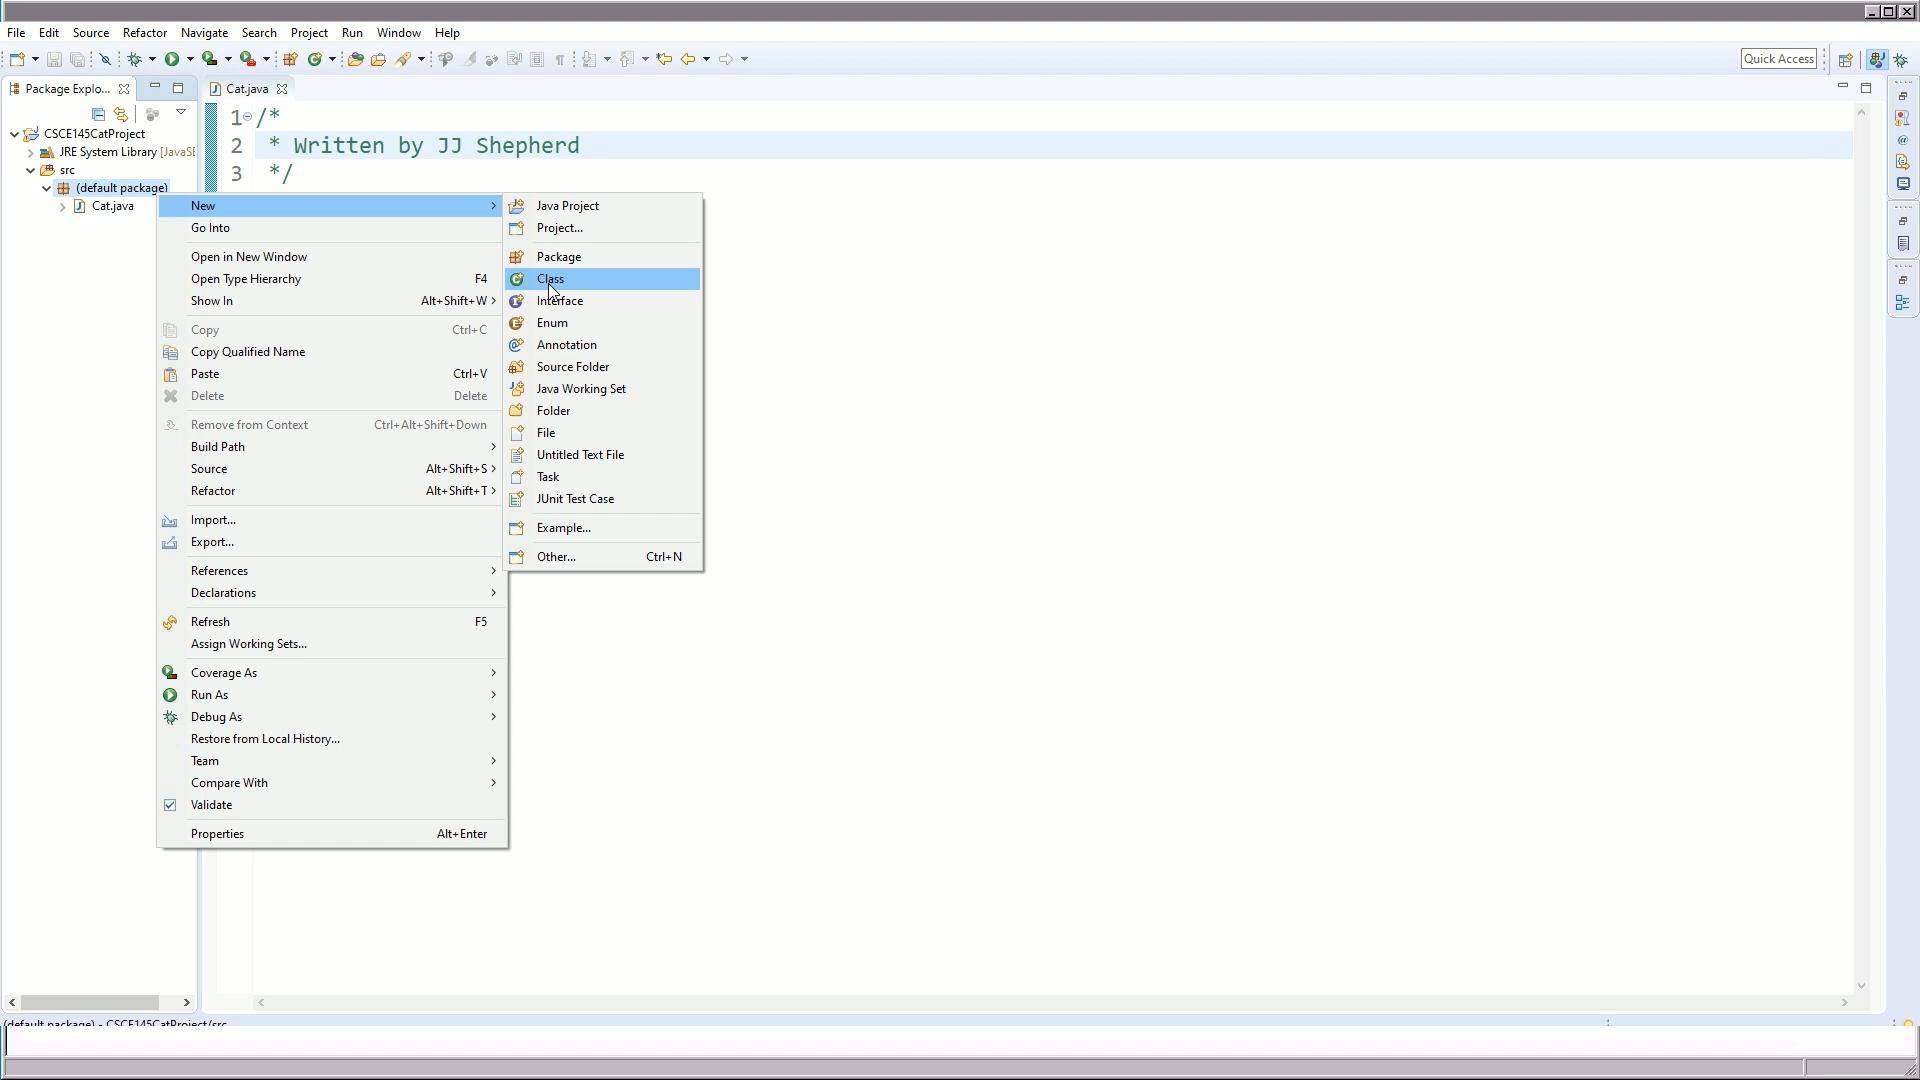 File Edit Source Refactor Navigate Search Project Run Window Help
Quick Access
Package Explo...
Cat.java
CSCE145CatProject
JRE System Library [JavaSE
src
(default package)
Cat.java
1 /*
2 * Written by JJ Shepherd
3 */
New
Go Into
Open in New Window
Open Type Hierarchy F4
Show In Alt+Shift+W
Copy Ctrl+C
Copy Qualified Name
Paste Ctrl+V
Delete Delete
Remove from Context Ctrl+Alt+Shift+Down
Build Path
Source Alt+Shift+S
Refactor Alt+Shift+T
Import...
Export...
References
Declarations
Refresh F5
Assign Working Sets...
Coverage As
Run As
Debug As
Restore from Local History...
Team
Compare With
Validate
Properties Alt+Enter
Java Project
Project...
Package
Class
Interface
Enum
Annotation
Source Folder
Java Working Set
Folder
File
Untitled Text File
Task
JUnit Test Case
Example...
Other... Ctrl+N
(default package) - CSCE145CatProject/src